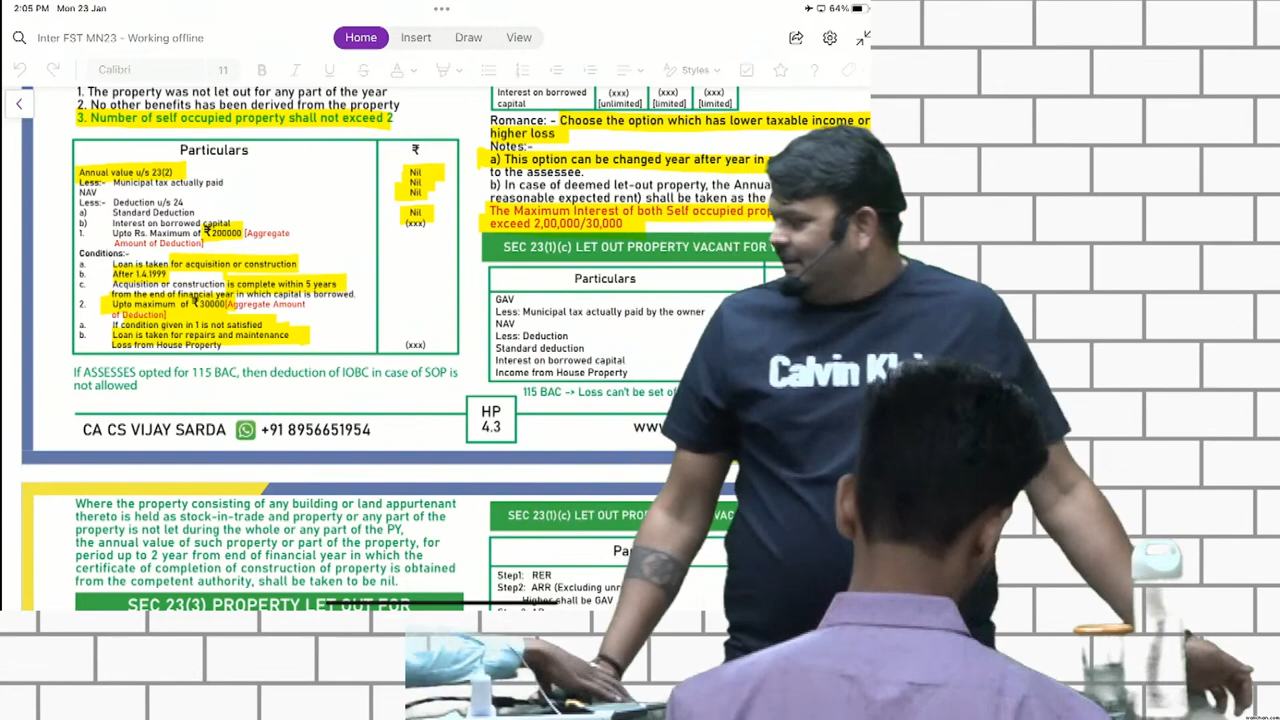 2:05 PM Mon 23 Jan
64%
Inter FST MN23 - Working offline
Home Insert Draw View
Calibri 11 B I U S A Styles
1. The property was not let out for any part of the year
2. No other benefits has been derived from the property
3. Number of self occupied property shall not exceed 2
Particulars ₹
Annual value u/s 23(2) Nil
Less:- Municipal tax actually paid Nil
NAV Nil
Less:- Deduction u/s 24
a) Standard Deduction Nil
b) Interest on borrowed capital (xxx)
1. Upto Rs. Maximum of ₹200000 [Aggregate
Amount of Deduction]
Conditions:-
a. Loan is taken for acquisition or construction
b. After 1.4.1999
c. Acquisition or construction is complete within 5 years
from the end of financial year in which capital is borrowed.
2. Upto maximum of ₹30000[Aggregate Amount
of Deduction]
a. If condition given in 1 is not satisfied
b. Loan is taken for repairs and maintenance
Loss from House Property (xxx)
If ASSESSES opted for 115 BAC, then deduction of IOBC in case of SOP is
not allowed
Interest on borrowed (xxx) (xxx) (xxx)
capital [unlimited] [limited] [limited]
Romance: - Choose the option which has lower taxable income or
higher loss
Notes:-
a) This option can be changed year after year in
to the assessee.
b) In case of deemed let-out property, the Annua
reasonable expected rent) shall be taken as the
The Maximum Interest of both Self occupied prop
exceed 2,00,000/30,000
SEC 23(1)(c) LET OUT PROPERTY VACANT FOR
Particulars
GAV
Less: Municipal tax actually paid by the owner
NAV
Less: Deduction
Standard deduction
Interest on borrowed capital
Income from House Property
115 BAC -> Loss can't be set of
CA CS VIJAY SARDA +91 8956651954
HP
4.3
www
Where the property consisting of any building or land appurtenant
thereto is held as stock-in-trade and property or any part of the
property is not let during the whole or any part of the PY,
the annual value of such property or part of the property, for
period up to 2 year from end of financial year in which the
certificate of completion of construction of property is obtained
from the competent authority, shall be taken to be nil.
SEC 23(3) PROPERTY LET OUT FOR
SEC 23(1)(c) LET OUT PROP VAC
Pa
Step1: RER
Step2: ARR (Excluding unr
Higher shall be GAV
Calvin Kl in